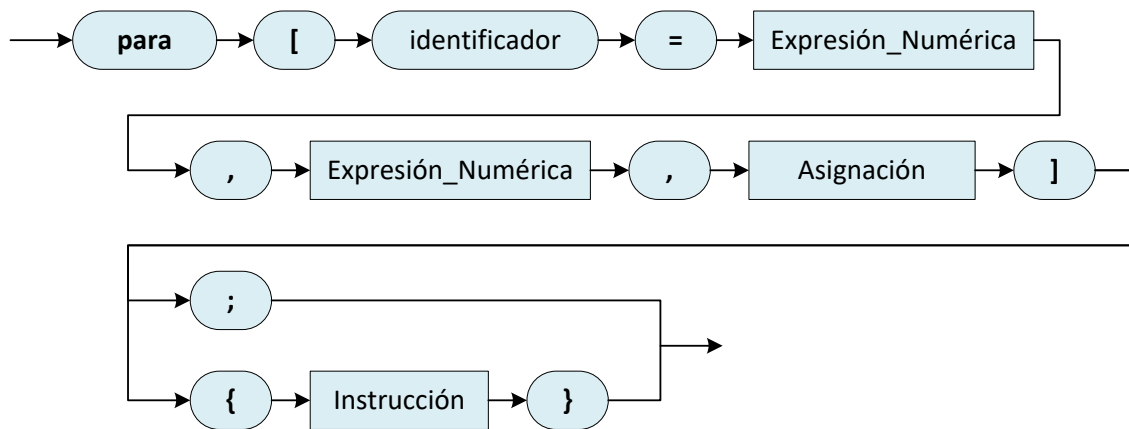 para [ identificador = Expresión_Numérica
, Expresión_Numérica , Asignación ]
;
{ Instrucción }